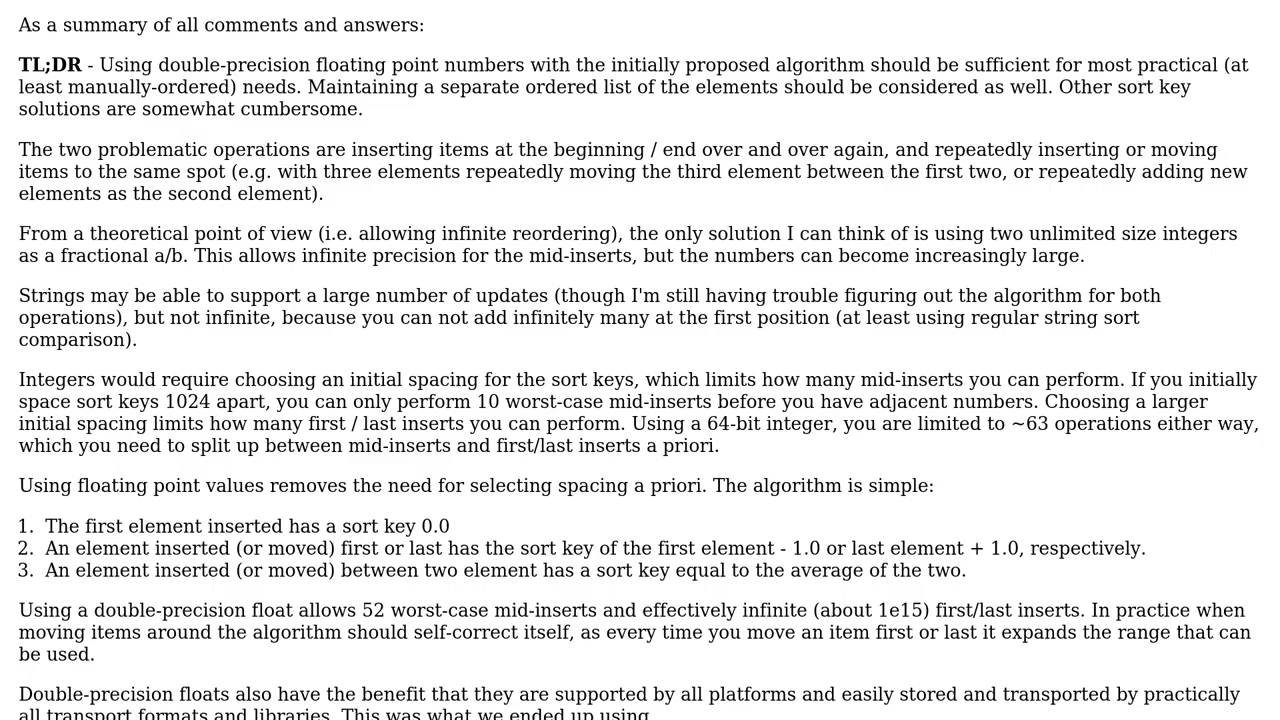 As a summary of all comments and answers:
TL;DR - Using double-precision floating point numbers with the initially proposed algorithm should be sufficient for most practical (at
least manually-ordered) needs. Maintaining a separate ordered list of the elements should be considered as well. Other sort key
solutions are somewhat cumbersome.
The two problematic operations are inserting items at the beginning / end over and over again, and repeatedly inserting or moving
items to the same spot (e.g. with three elements repeatedly moving the third element between the first two, or repeatedly adding new
elements as the second element).
From a theoretical point of view (i.e. allowing infinite reordering), the only solution I can think of is using two unlimited size integers
as a fractional a/b. This allows infinite precision for the mid-inserts, but the numbers can become increasingly large.
Strings may be able to support a large number of updates (though I'm still having trouble figuring out the algorithm for both
operations), but not infinite, because you can not add infinitely many at the first position (at least using regular string sort
comparison).
Integers would require choosing an initial spacing for the sort keys, which limits how many mid-inserts you can perform. If you initially
space sort keys 1024 apart, you can only perform 10 worst-case mid-inserts before you have adjacent numbers. Choosing a larger
initial spacing limits how many first / last inserts you can perform. Using a 64-bit integer, you are limited to ~63 operations either way,
which you need to split up between mid-inserts and first/last inserts a priori.
Using floating point values removes the need for selecting spacing a priori. The algorithm is simple:
1. The first element inserted has a sort key 0.0
2. An element inserted (or moved) first or last has the sort key of the first element - 1.0 or last element + 1.0, respectively.
3. An element inserted (or moved) between two element has a sort key equal to the average of the two.
Using a double-precision float allows 52 worst-case mid-inserts and effectively infinite (about 1e15) first/last inserts. In practice when
moving items around the algorithm should self-correct itself, as every time you move an item first or last it expands the range that can
be used.
Double-precision floats also have the benefit that they are supported by all platforms and easily stored and transported by practically
all transport formats and libraries. This was what we ended up using.